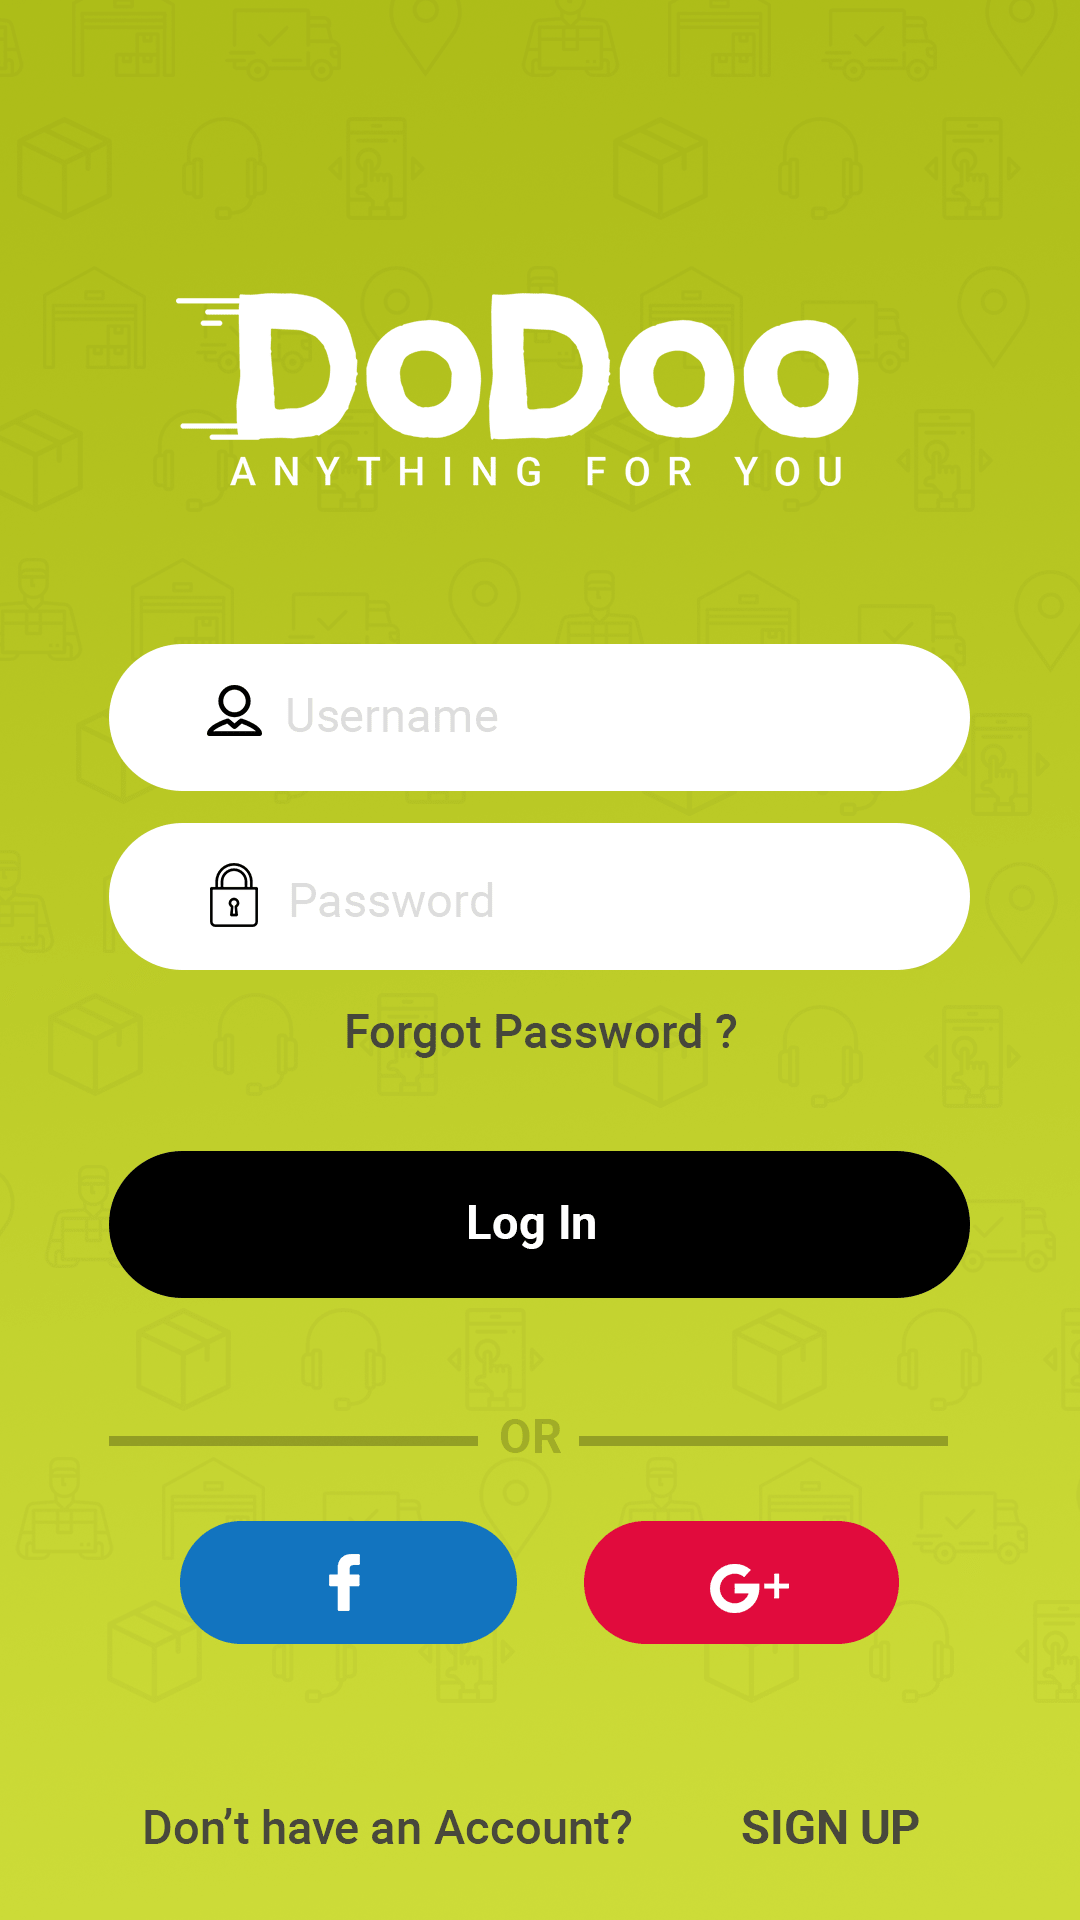 DoDoo
ANYTHING FOR YOU
Username
Password
Forgot Password ?
Log In
OR
f
G+
Don’t have an Account? SIGN UP